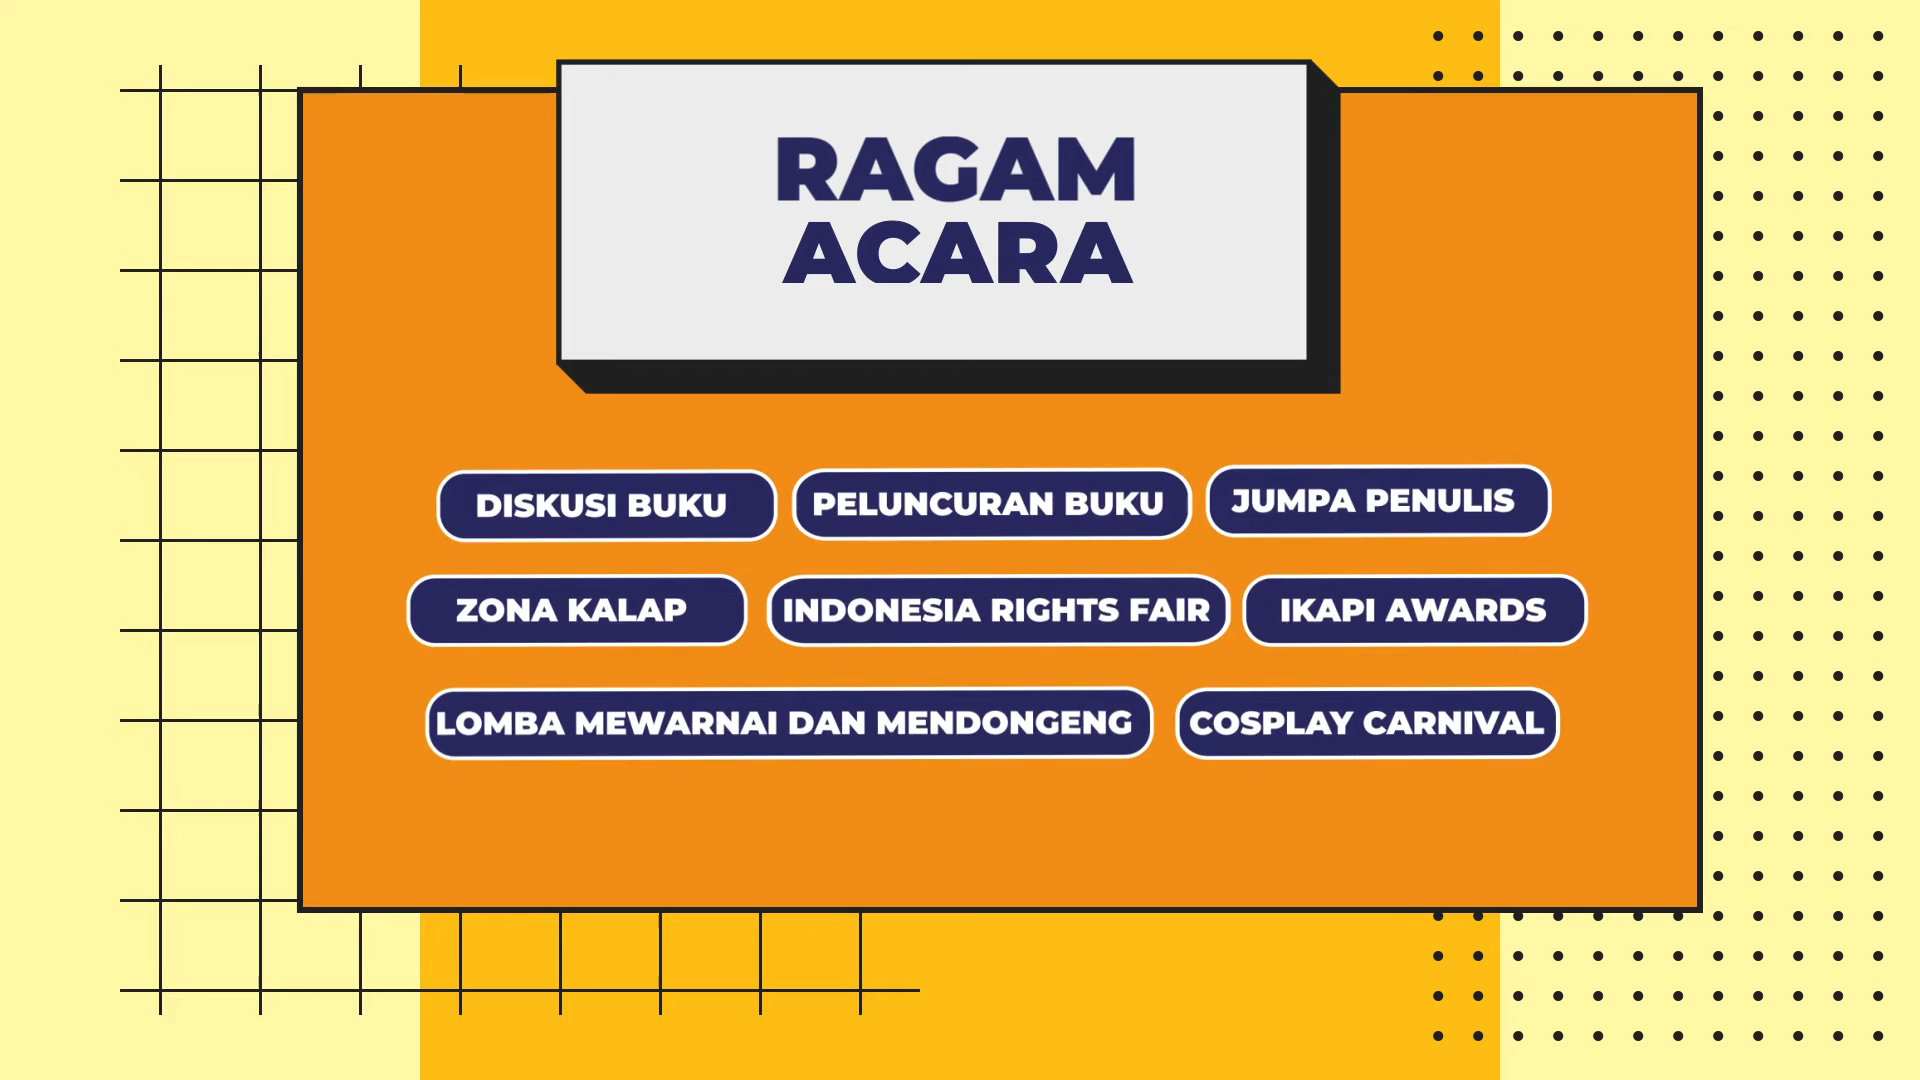 RAGAM
ACARA
DISKUSI BUKU
PELUNCURAN BUKU
JUMPA PENULIS
ZONA KALAP
INDONESIA RIGHTS FAIR
IKAPI AWARDS
LOMBA MEWARNAI DAN MENDONGENG
COSPLAY CARNIVAL